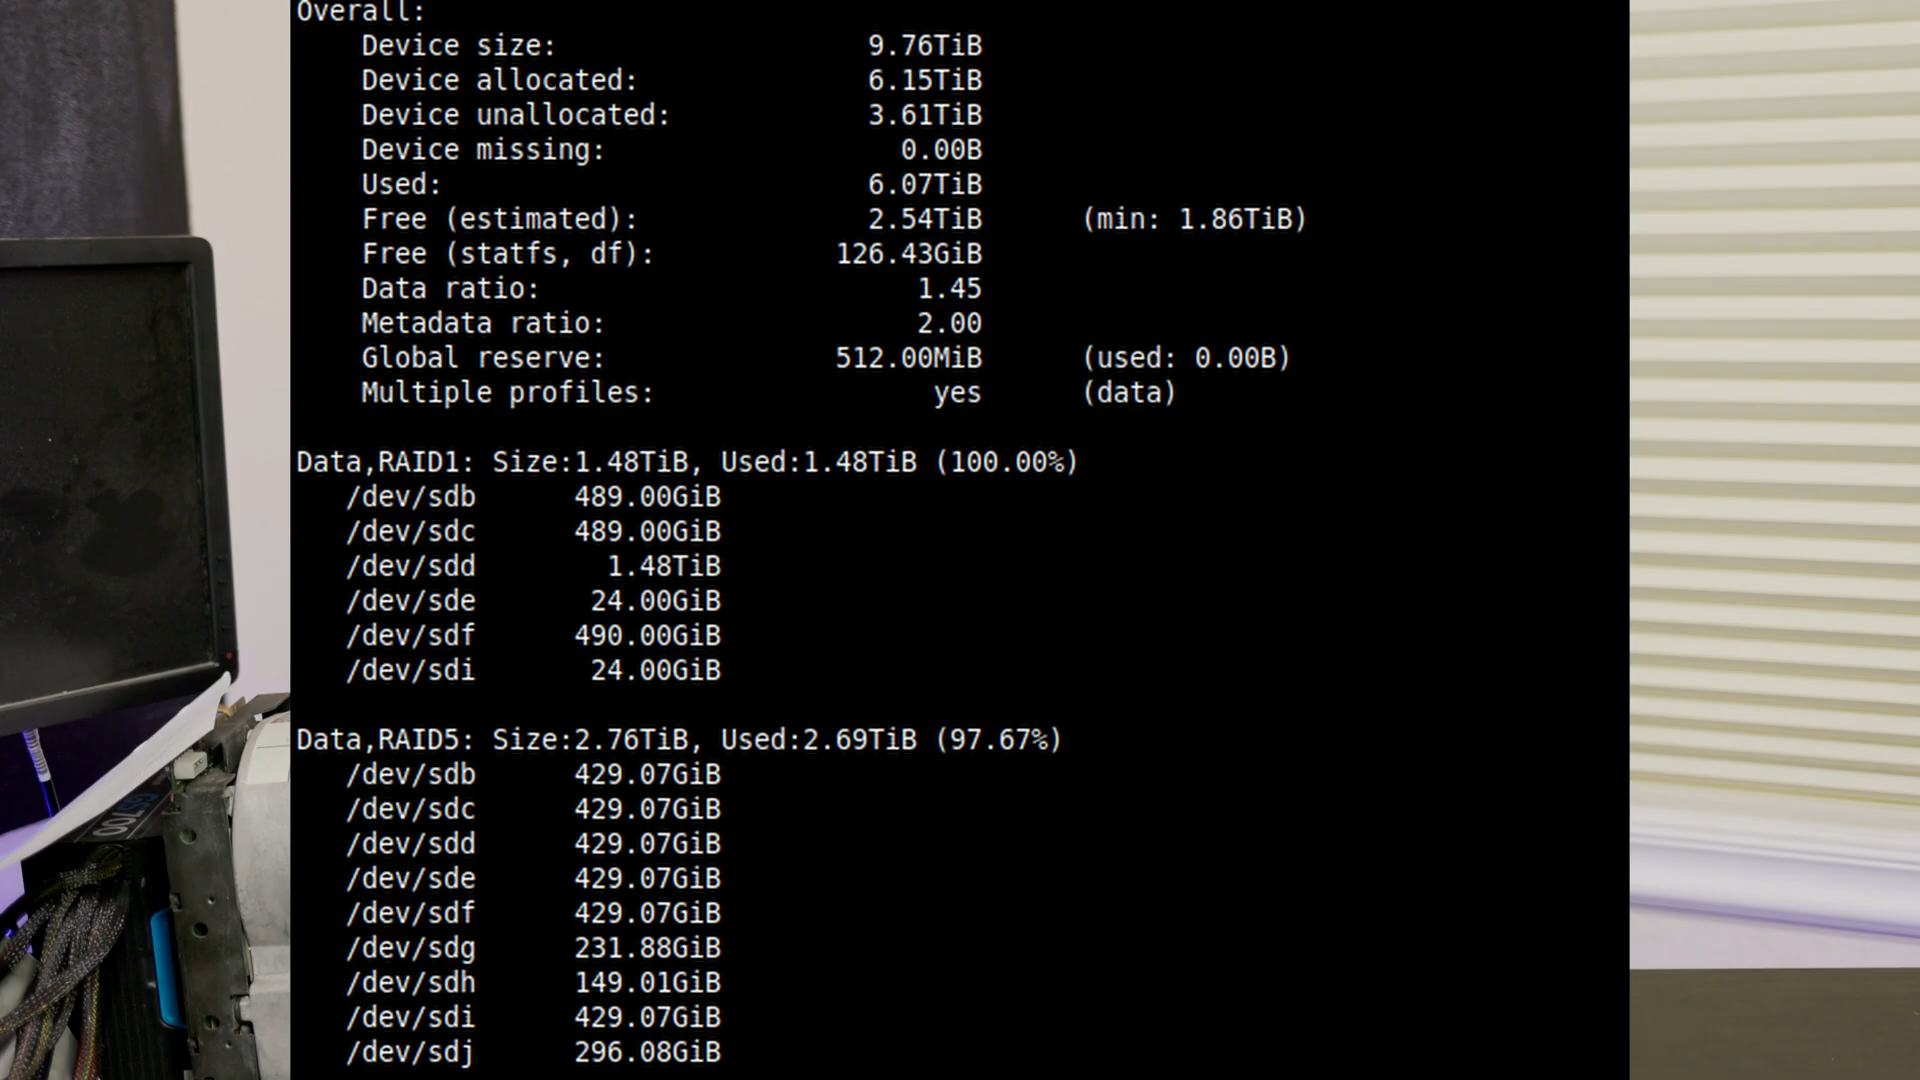 Overall:
Device size: 9.76TiB
Device allocated: 6.15TiB
Device unallocated: 3.61TiB
Device missing: 0.00B
Used: 6.07TiB
Free (estimated): 2.54TiB (min: 1.86TiB)
Free (statfs, df): 126.43GiB
Data ratio: 1.45
Metadata ratio: 2.00
Global reserve: 512.00MiB (used: 0.00B)
Multiple profiles: yes (data)
Data,RAID1: Size:1.48TiB, Used:1.48TiB (100.00%)
/dev/sdb 489.00GiB
/dev/sdc 489.00GiB
/dev/sdd 1.48TiB
/dev/sde 24.00GiB
/dev/sdf 490.00GiB
/dev/sdi 24.00GiB
Data,RAID5: Size:2.76TiB, Used:2.69TiB (97.67%)
/dev/sdb 429.07GiB
/dev/sdc 429.07GiB
/dev/sdd 429.07GiB
/dev/sde 429.07GiB
/dev/sdf 429.07GiB
/dev/sdg 231.88GiB
/dev/sdh 149.01GiB
/dev/sdi 429.07GiB
/dev/sdj 296.08GiB
GS700